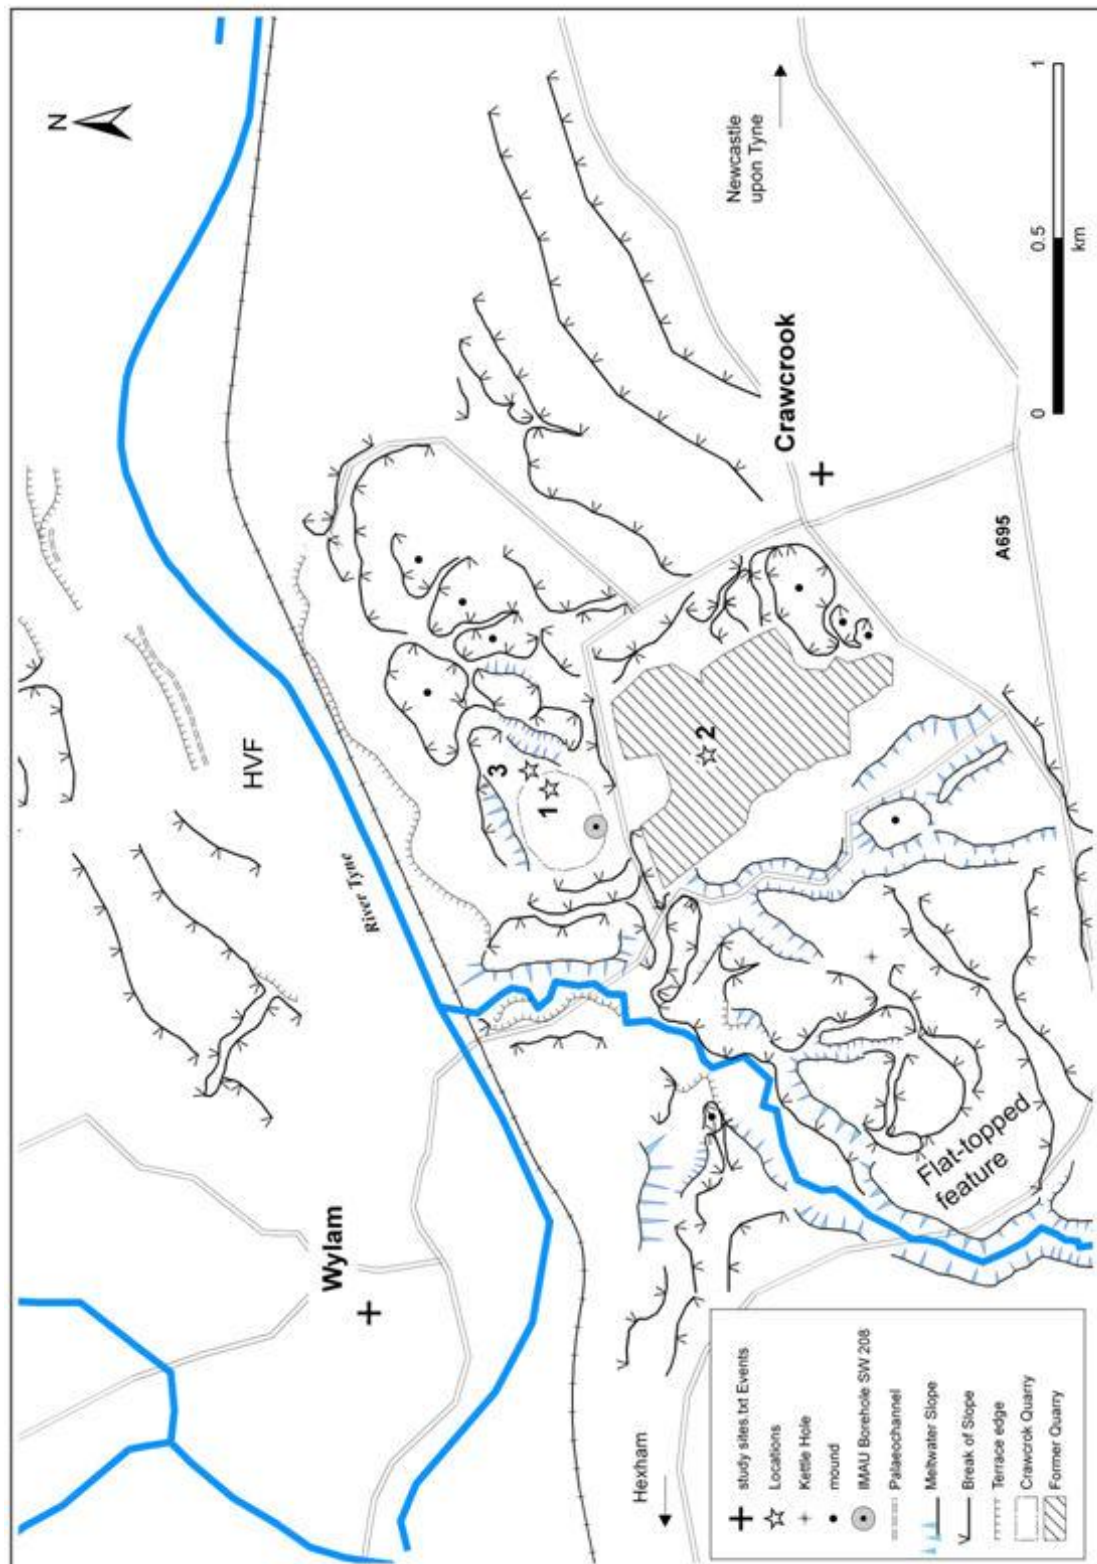 N
Newcastle
upon Tyne
1
0.5
0
km
Crawcrook
A695
HVF
River Tyne
3
1
2
Wylam
Flat-topped
feature
Hexham
study sites.txt Events
Locations
Kettle Hole
mound
IMAU Borehole SW 208
Palaeochannel
Meltwater Slope
Break of Slope
Terrace edge
Crawcrok Quarry
Former Quarry